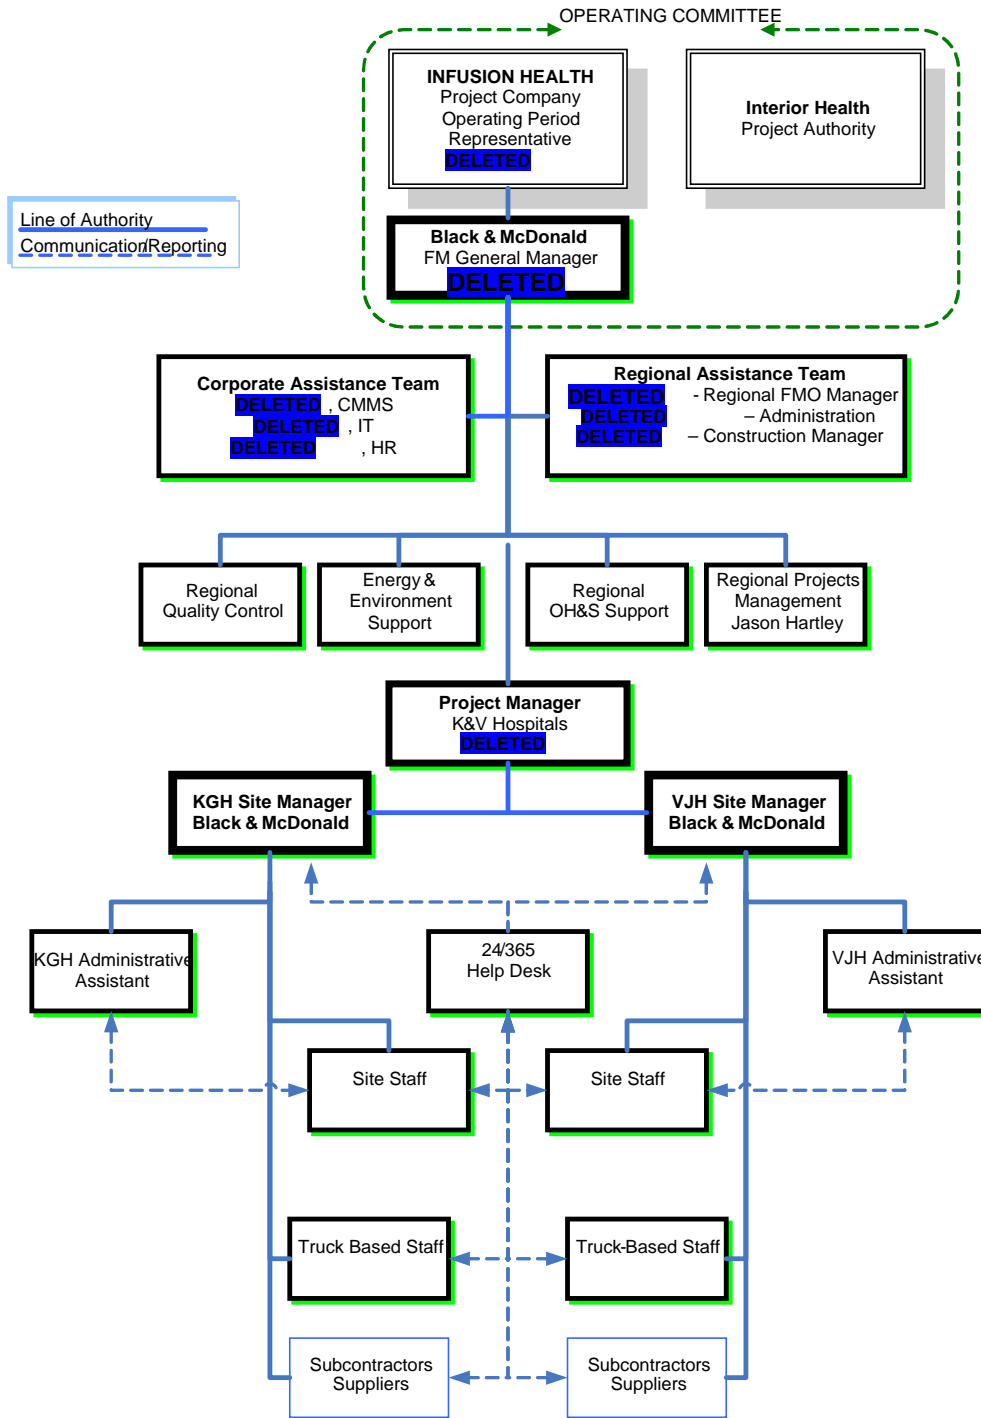 OPERATING COMMITTEE
INFUSION HEALTH
Project Company
Operating Period
Representative
DELETED
Interior Health
Project Authority
Line of Authority
Communication/Reporting
Black & McDonald
FM General Manager
DELETED
Corporate Assistance Team
DELETED , CMMS
DELETED , IT
DELETED , HR
Regional Assistance Team
DELETED - Regional FMO Manager
DELETED – Administration
DELETED – Construction Manager
Regional
Quality Control
Energy &
Environment
Support
Regional
OH&S Support
Regional Projects
Management
Jason Hartley
Project Manager
K&V Hospitals
DELETED
KGH Site Manager
Black & McDonald
VJH Site Manager
Black & McDonald
KGH Administrative
Assistant
24/365
Help Desk
VJH Administrative
Assistant
Site Staff
Site Staff
Truck Based Staff
Truck-Based Staff
Subcontractors
Suppliers
Subcontractors
Suppliers